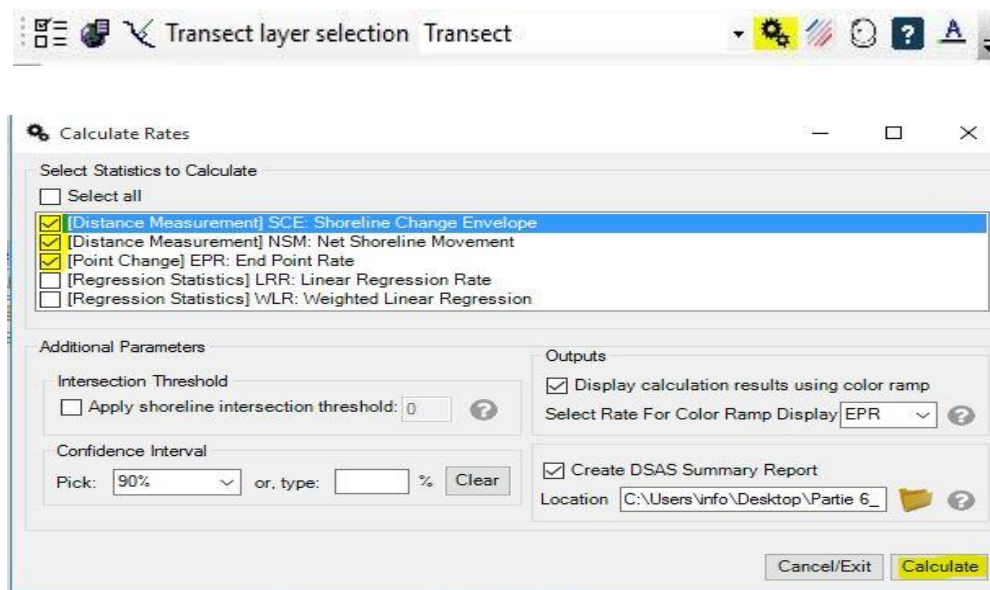 Transect layer selection Transect
Calculate Rates
Select Statistics to Calculate
Select all
[Distance Measurement] SCE: Shoreline Change Envelope
[Distance Measurement] NSM: Net Shoreline Movement
[Point Change] EPR: End Point Rate
[Regression Statistics] LRR: Linear Regression Rate
[Regression Statistics] WLR: Weighted Linear Regression
Additional Parameters
Intersection Threshold
Apply shoreline intersection threshold: 0
Confidence Interval
Pick: 90% or, type: % Clear
Outputs
Display calculation results using color ramp
Select Rate For Color Ramp Display EPR
Create DSAS Summary Report
Location C:\Users\info\Desktop\Partie 6_
Cancel/Exit Calculate